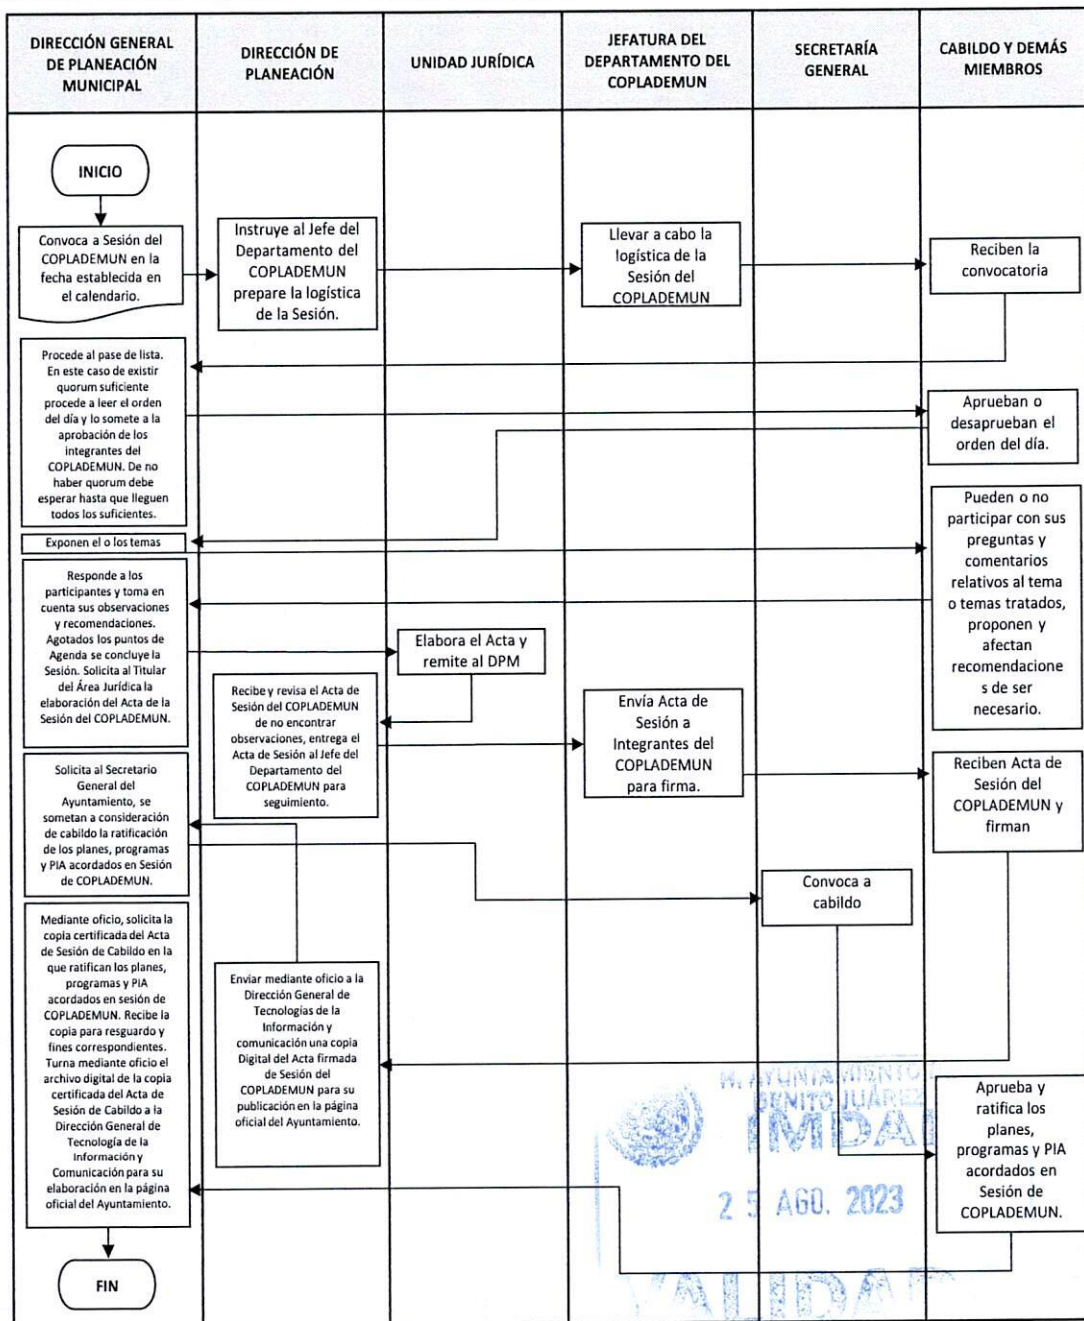 DIRECCIÓN GENERAL
DE PLANEACIÓN
MUNICIPAL
DIRECCIÓN DE
PLANEACIÓN
UNIDAD JURÍDICA
JEFATURA DEL
DEPARTAMENTO DEL
COPLADEMUN
SECRETARÍA
GENERAL
CABILDO Y DEMÁS
MIEMBROS
INICIO
Convoca a Sesión del
COPLADEMUN en la
fecha establecida en
el calendario.
Instruye al Jefe del
Departamento del
COPLADEMUN
prepare la logística
de la Sesión.
Llevar a cabo la
logística de la
Sesión del
COPLADEMUN
Reciben la
convocatoria
Procede al pase de lista.
En este caso de existir
quorum suficiente
procede a leer el orden
del día y lo somete a la
aprobación de los
integrantes del
COPLADEMUN. De no
haber quorum debe
esperar hasta que lleguen
todos los suficientes.
Aprueban o
desaprueban el
orden del día.
Exponen el o los temas
Pueden o no
participar con sus
preguntas y
comentarios
relativos al tema
o temas tratados,
proponen y
afectan
recomendacione
s de ser
necesario.
Responde a los
participantes y toma en
cuenta sus observaciones
y recomendaciones.
Agotados los puntos de
Agenda se concluye la
Sesión. Solicita al Titular
del Área Jurídica la
elaboración del Acta de la
Sesión del COPLADEMUN.
Elabora el Acta y
remite al DPM
Recibe y revisa el Acta de
Sesión del COPLADEMUN
de no encontrar
observaciones, entrega el
Acta de Sesión al Jefe del
Departamento del
COPLADEMUN para
seguimiento.
Envía Acta de
Sesión a
Integrantes del
COPLADEMUN
para firma.
Reciben Acta de
Sesión del
COPLADEMUN y
firman
Solicita al Secretario
General del
Ayuntamiento, se
sometan a consideración
de cabildo la ratificación
de los planes, programas
y PIA acordados en Sesión
de COPLADEMUN.
Convoca a
cabildo
Mediante oficio, solicita la
copia certificada del Acta
de Sesión de Cabildo en la
que ratifican los planes,
programas y PIA
acordados en sesión de
COPLADEMUN. Recibe la
copia para resguardo y
fines correspondientes.
Turna mediante oficio el
archivo digital de la copia
certificada del Acta de
Sesión de Cabildo a la
Dirección General de
Tecnología de la
Información y
Comunicación para su
elaboración en la página
oficial del Ayuntamiento.
Enviar mediante oficio a la
Dirección General de
Tecnologías de la
Información y
comunicación una copia
Digital del Acta firmada
de Sesión del
COPLADEMUN para su
publicación en la página
oficial del Ayuntamiento.
Aprueba y
ratifica los
planes,
programas y PIA
acordados en
Sesión de
COPLADEMUN.
FIN
H. AYUNTAMIENTO
BENITO JUÁREZ
IMDAI
25 AGO. 2023
VALIDAD